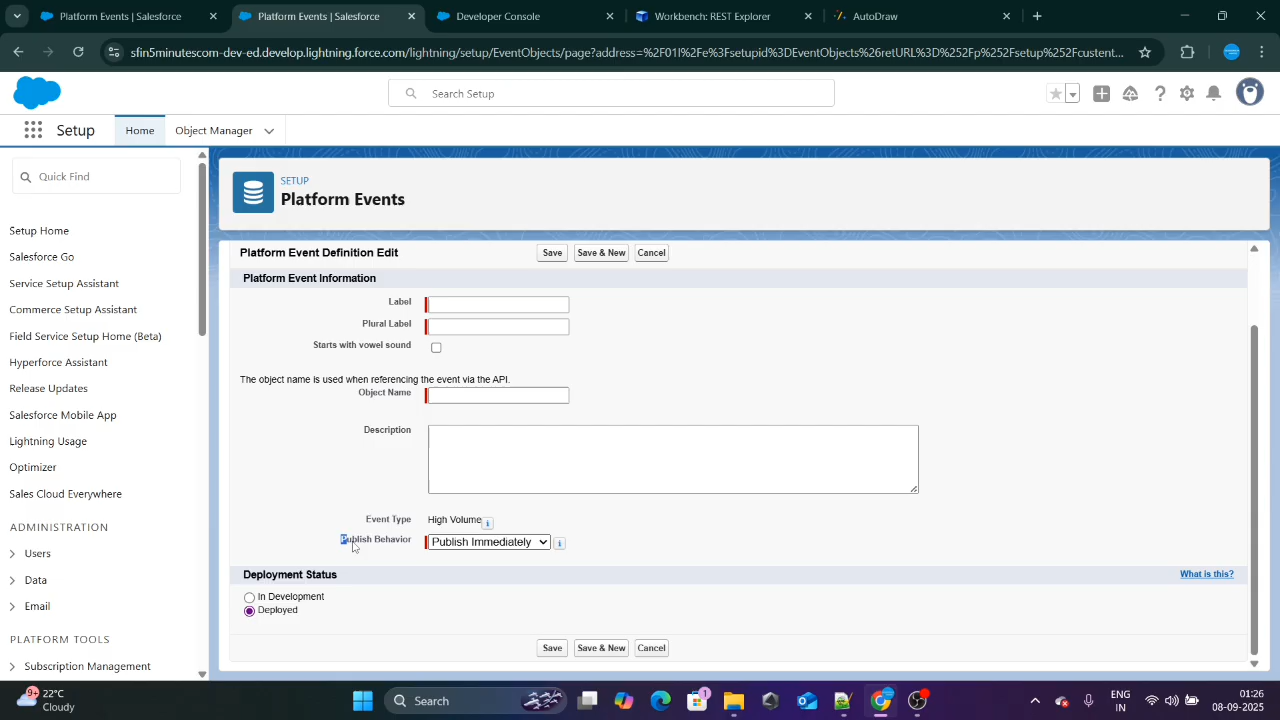 Platform Events | Salesforce
Platform Events | Salesforce
Developer Console
Workbench: REST Explorer
AutoDraw
sfin5minutescom-dev-ed.develop.lightning.force.com/lightning/setup/EventObjects/page?address=%2F01I%2Fe%3Fsetupid%3DEventObjects%26retURL%3D%252Fp%252Fsetup%252Fcustent...
Search Setup
Setup
Home
Object Manager
Quick Find
Setup Home
Salesforce Go
Service Setup Assistant
Commerce Setup Assistant
Field Service Setup Home (Beta)
Hyperforce Assistant
Release Updates
Salesforce Mobile App
Lightning Usage
Optimizer
Sales Cloud Everywhere
ADMINISTRATION
Users
Data
Email
PLATFORM TOOLS
Subscription Management
SETUP
Platform Events
Platform Event Definition Edit
Save
Save & New
Cancel
Platform Event Information
Label
Plural Label
Starts with vowel sound
The object name is used when referencing the event via the API.
Object Name
Description
Event Type High Volume
Publish Behavior Publish Immediately
Deployment Status
What is this?
In Development
Deployed
Save
Save & New
Cancel
9+
22°C
Cloudy
Search
1
ENG
IN
01:26
08-09-2025